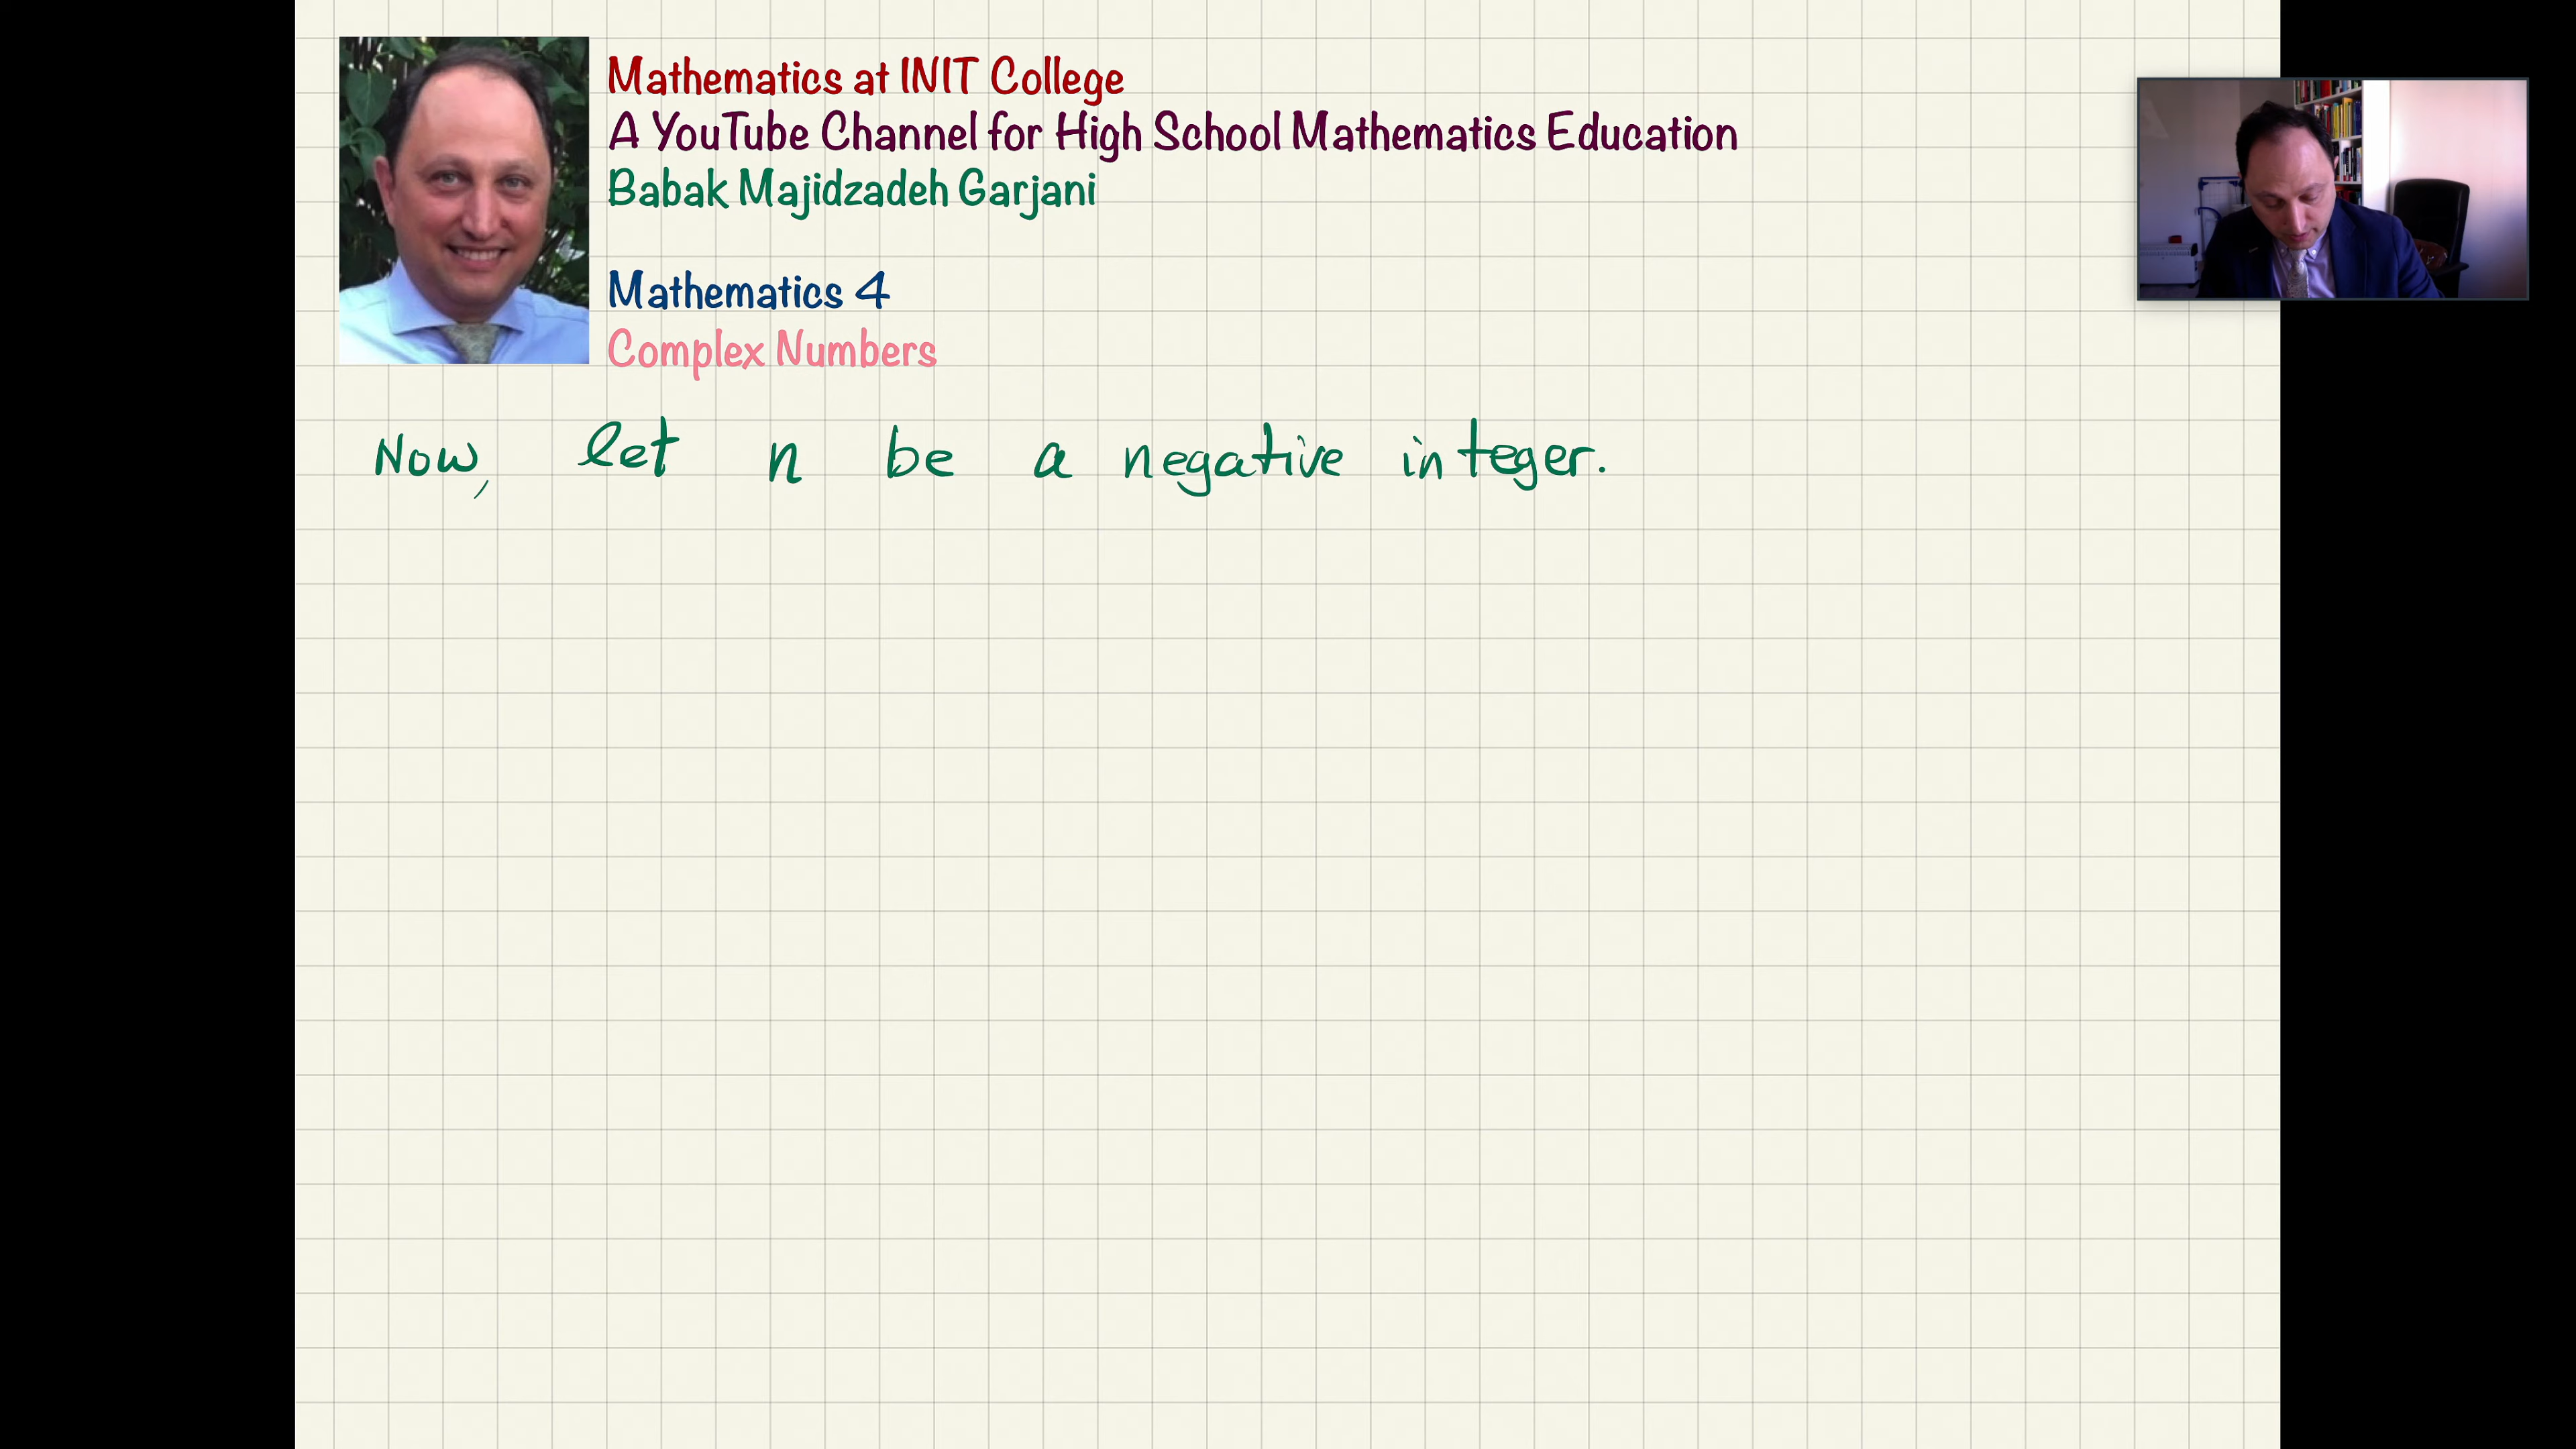 Mathematics at INIT College
A YouTube Channel for High School Mathematics Education
Babak Majidzadeh Garjani
Mathematics 4
Complex Numbers
Now, let n be a negative integer.